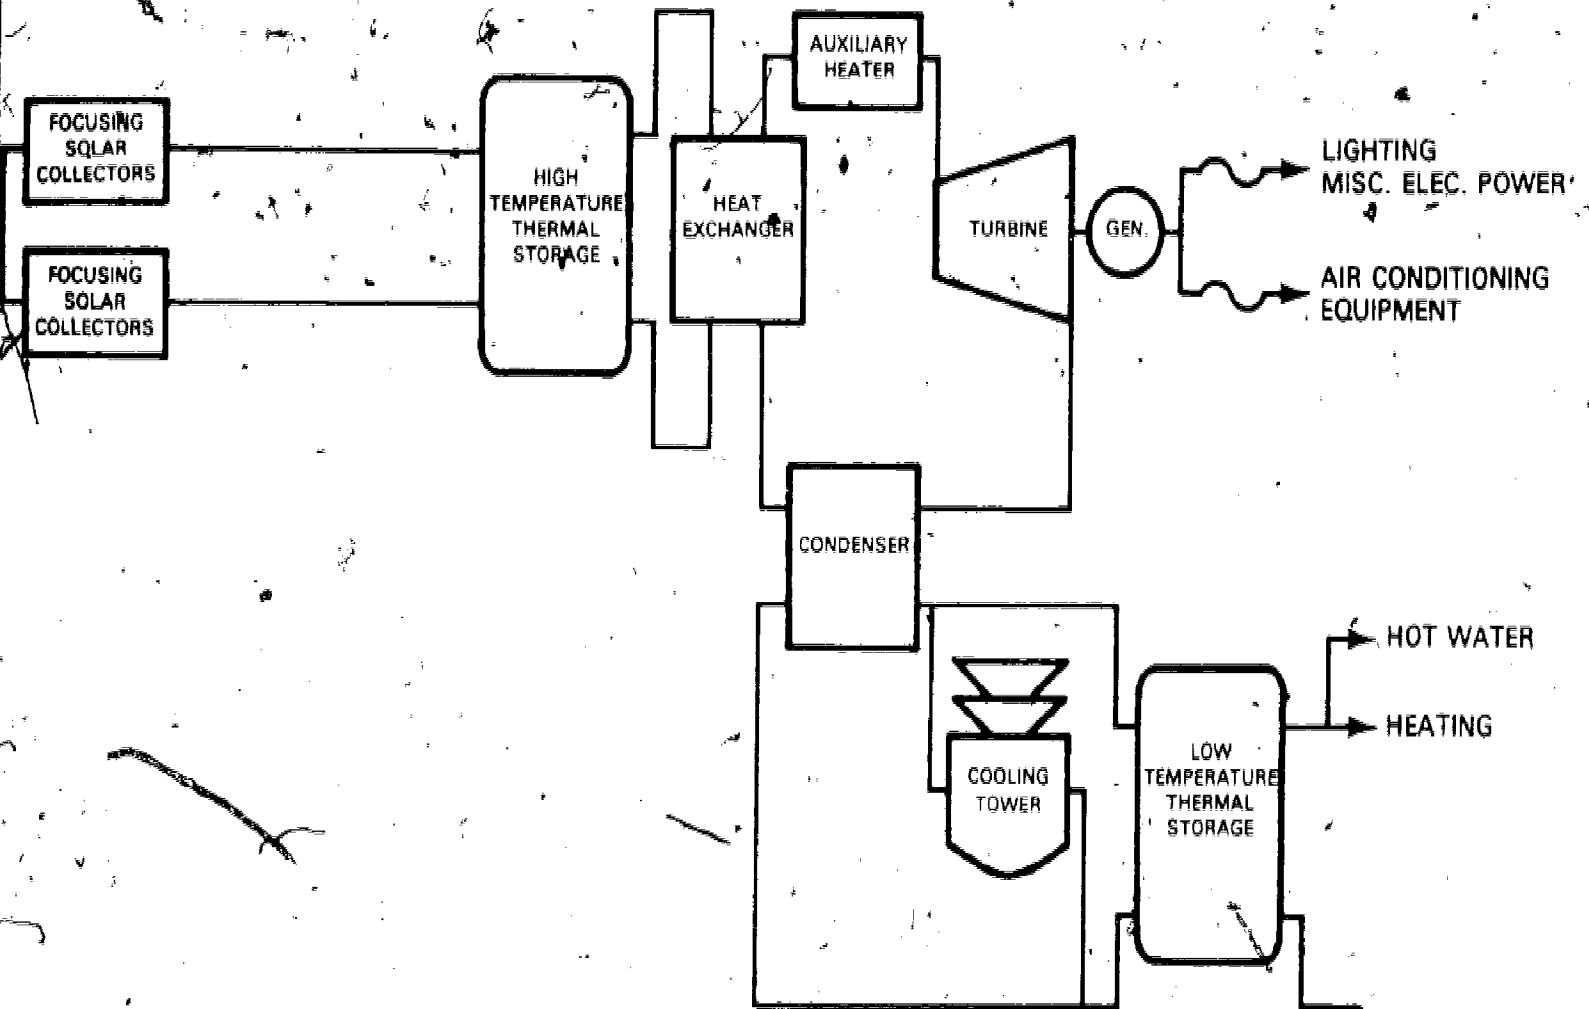 AUXILIARY
HEATER
FOCUSING
SOLAR
COLLECTORS
FOCUSING
SOLAR
COLLECTORS
HIGH
TEMPERATURE
THERMAL
STORAGE
HEAT
EXCHANGER
TURBINE
GEN.
LIGHTING
MISC. ELEC. POWER
AIR CONDITIONING
EQUIPMENT
CONDENSER
COOLING
TOWER
LOW
TEMPERATURE
THERMAL
STORAGE
HOT WATER
HEATING